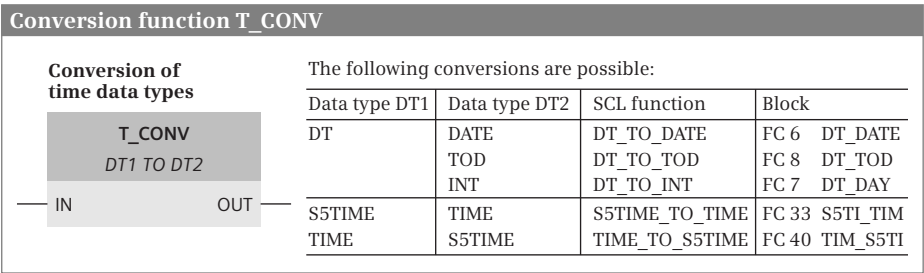 Conversion function T_CONV
Conversion of
time data types
T_CONV
DT1 TO DT2
IN OUT
The following conversions are possible:
Data type DT1 Data type DT2 SCL function Block
DT DATE DT_TO_DATE FC 6 DT_DATE
TOD DT_TO_TOD FC 8 DT_TOD
INT DT_TO_INT FC 7 DT_DAY
S5TIME TIME S5TIME_TO_TIME FC 33 S5TI_TIM
TIME S5TIME TIME_TO_S5TIME FC 40 TIM_S5TI